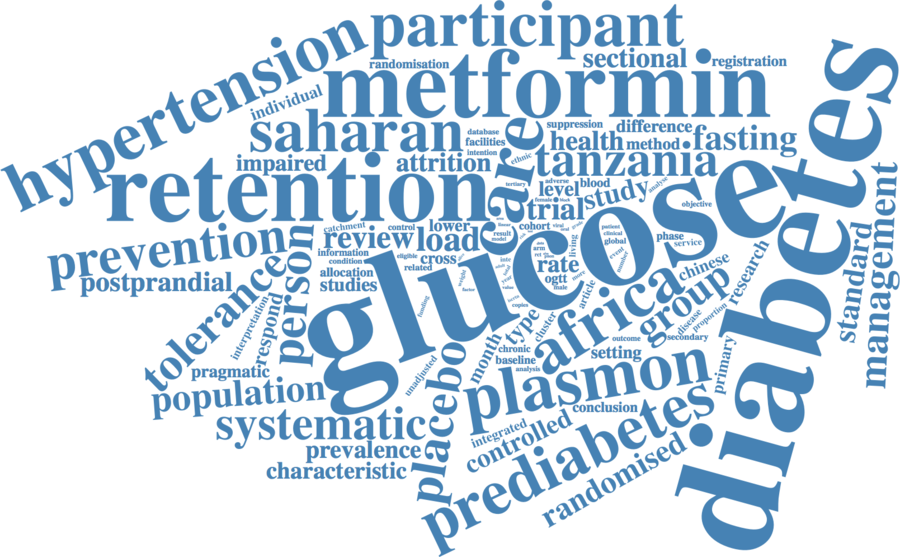 participant
hypertension
randomisation
sectional
registration
individual
metformin
saharan
database
facilities
intention
suppression
difference
health
method
fasting
impaired
attrition
care
ethnic
tanzania
retention
tertiary
adverse
level
blood
analyse
female
black
study
trial
objective
diabetes
prevention
catchment
control
lower
cohort
result
model
review
load
patient
clinical
global
phase
service
management
standard
information
condition
eligible
related
cross
living
event
number
chinese
research
postprandial
allocation
studies
person
glucose
arm
rate
ogtt
male
article
africa
group
tolerance
interpretation
respond
funding
weight
factor
value
copies
type
cluster
disease
proportion
secondary
primary
pragmatic
unadjusted
month
chronic
baseline
analysis
outcome
setting
population
placebo
plasmon
conclusion
systematic
integrated
controlled
prevalence
characteristic
prediabetes
randomised